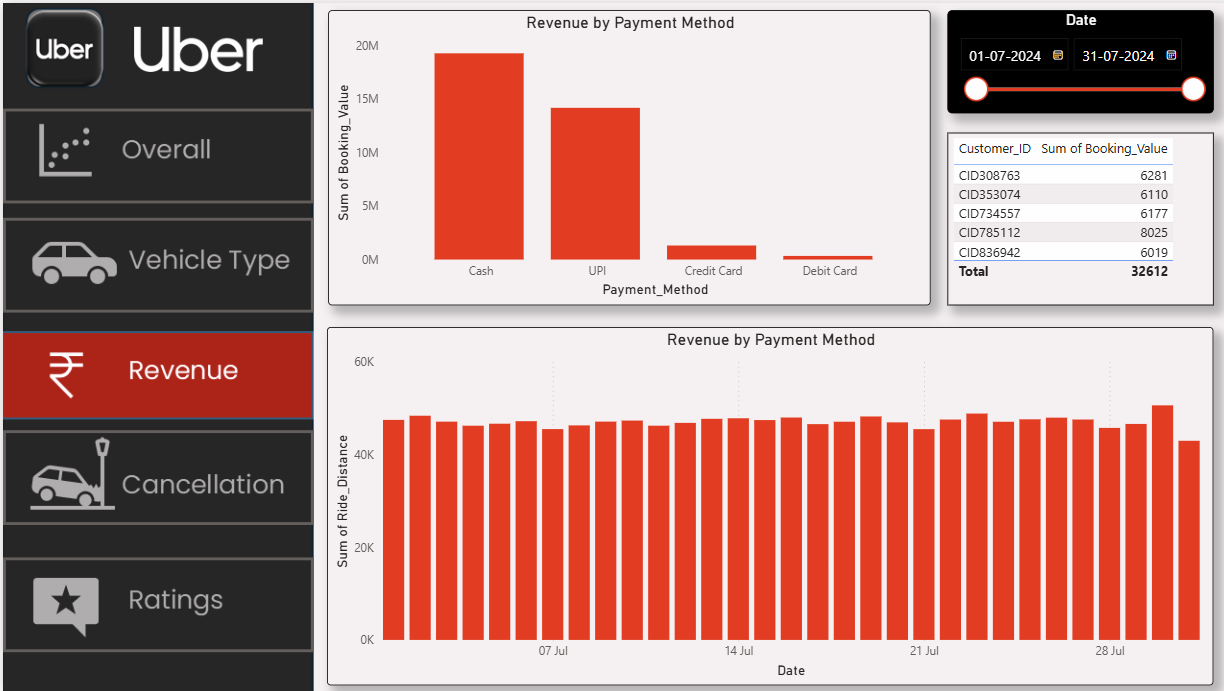 Uber Uber
Overall
Vehicle Type
Revenue
Cancellation
Ratings
Revenue by Payment Method
Sum of Booking_Value
20M
15M
10M
5M
0M
Cash UPI Credit Card Debit Card
Payment_Method
Date
01-07-2024 31-07-2024
Customer_ID Sum of Booking_Value
CID308763 6281
CID353074 6110
CID734557 6177
CID785112 8025
CID836942 6019
Total 32612
Revenue by Payment Method
Sum of Ride_Distance
60K
40K
20K
0K
07 Jul 14 Jul 21 Jul 28 Jul
Date